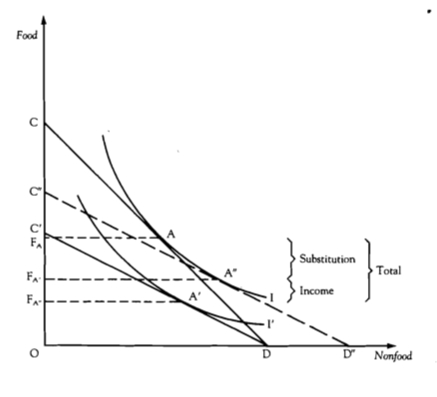 Food
C
C"
C'
F_A
A
Substitution
Total
F_A'
A"
Income
I
F_A'
A'
I'
O
D
D"
Nonfood